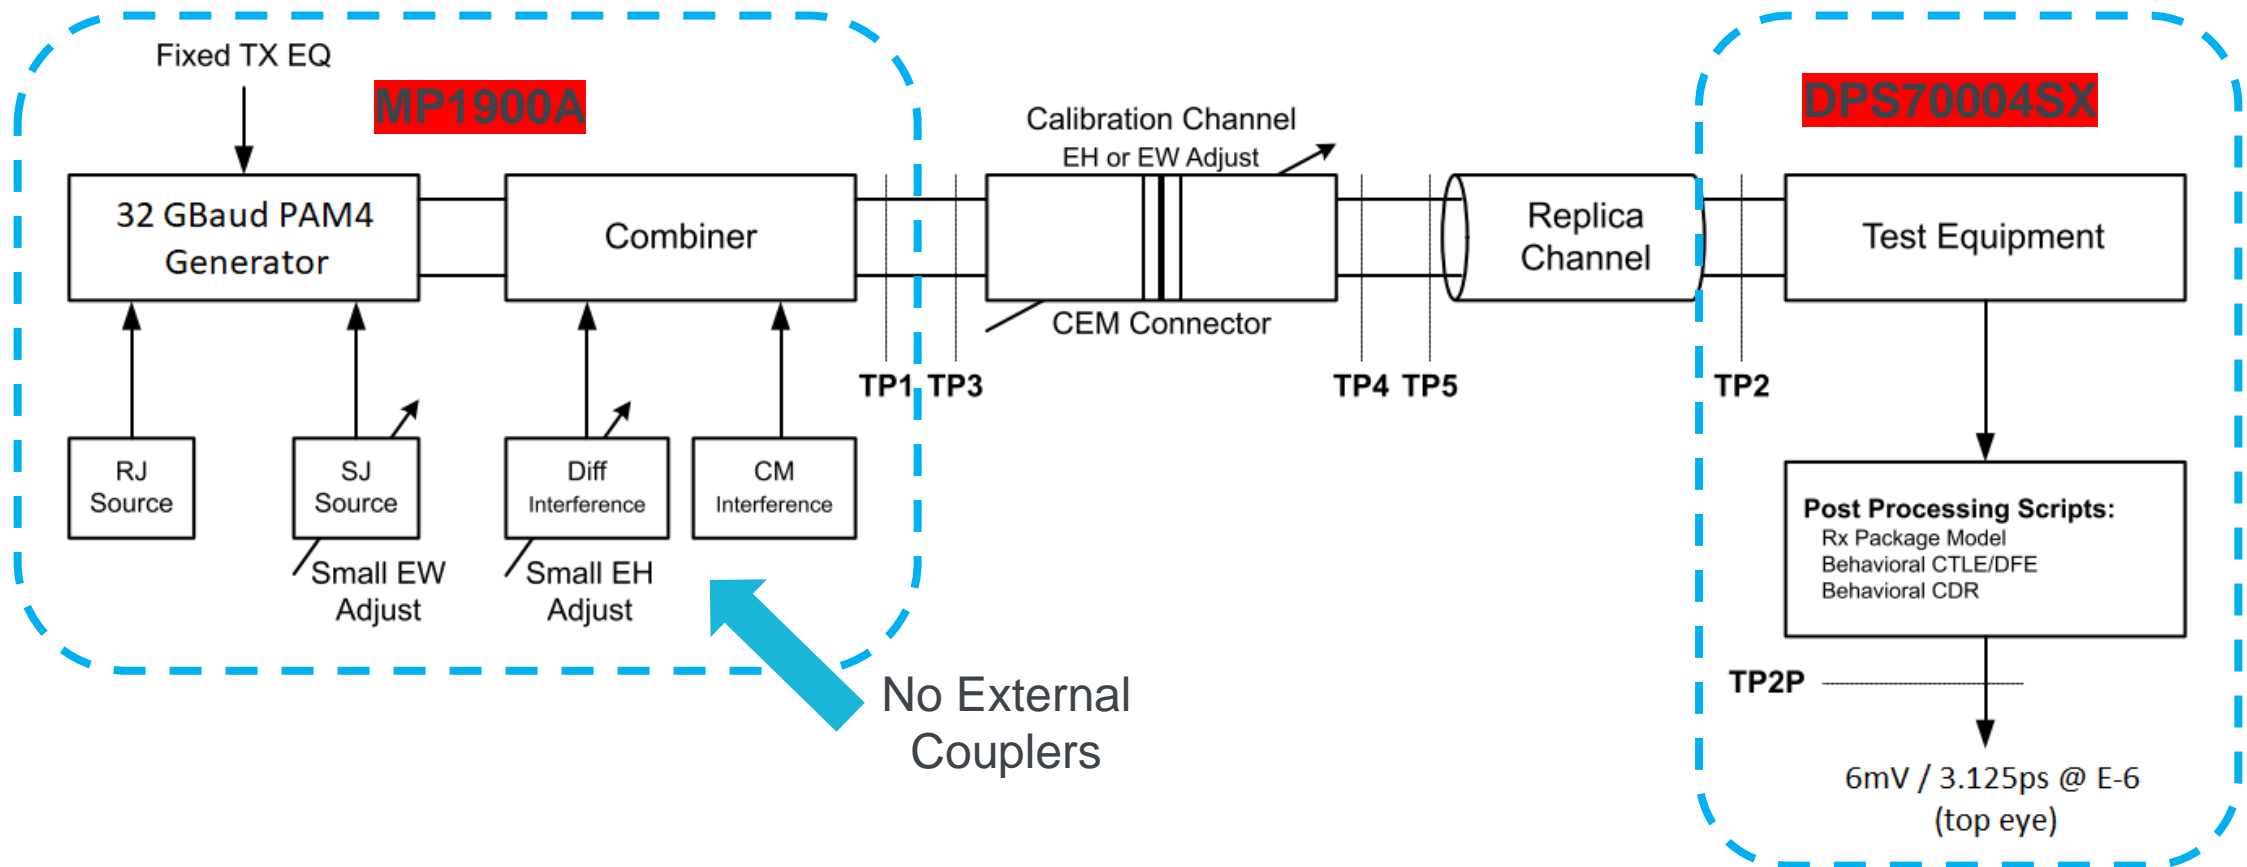 Fixed TX EQ
MP1900A
DPS70004SX
32 GBaud PAM4
Generator
Combiner
Calibration Channel
EH or EW Adjust
CEM Connector
Replica
Channel
Test Equipment
TP1
TP3
TP4
TP5
TP2
RJ
Source
SJ
Source
Diff
Interference
CM
Interference
Small EW
Adjust
Small EH
Adjust
No External
Couplers
Post Processing Scripts:
Rx Package Model
Behavioral CTLE/DFE
Behavioral CDR
TP2P
6mV / 3.125ps @ E-6
(top eye)